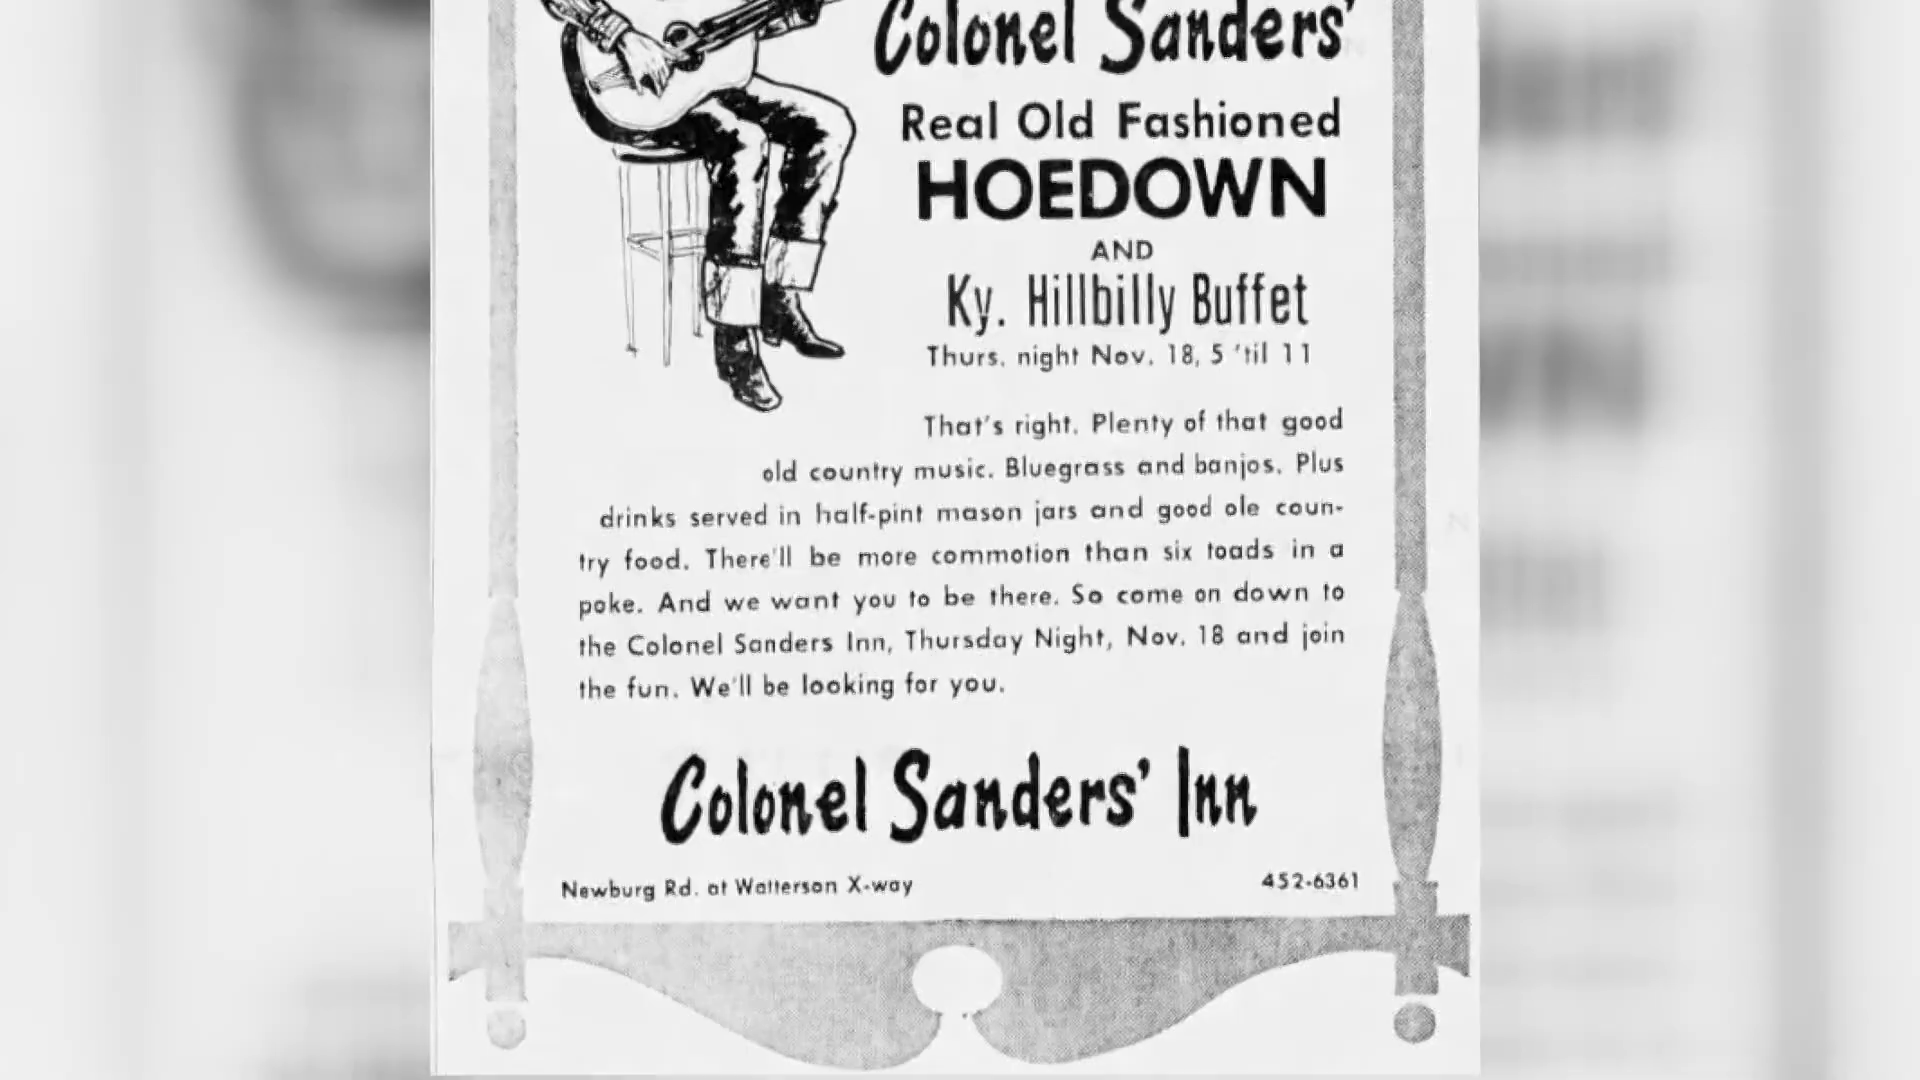 Colonel Sanders'
Real Old Fashioned
HOEDOWN
AND
Ky. Hillbilly Buffet
Thurs. night Nov. 18, 5 'til 11
That's right. Plenty of that good
old country music. Bluegrass and banjos. Plus
drinks served in half-pint mason jars and good ole coun-
try food. There'll be more commotion than six toads in a
poke. And we want you to be there. So come on down to
the Colonel Sanders Inn, Thursday Night, Nov. 18 and join
the fun. We'll be looking for you.
Colonel Sanders' Inn
Newburg Rd. at Watterson X-way
452-6361